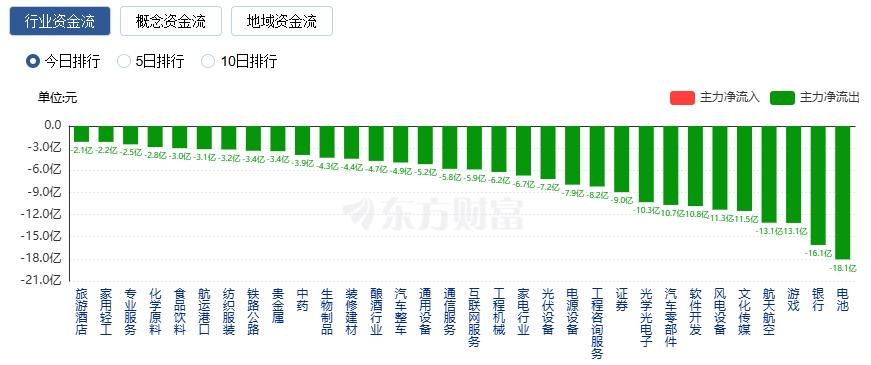 行业资金流 概念资金流 地域资金流
今日排行 5日排行 10日排行
单位:元 主力净流入 主力净流出
0.0
-3.0亿
-6.0亿
-9.0亿
-12.0亿
-15.0亿
-18.0亿
-21.0亿
-2.1亿 -2.2亿 -2.5亿 -2.8亿 -3.0亿 -3.1亿 -3.2亿 -3.4亿 -3.4亿 -3.9亿 -4.3亿 -4.4亿 -4.7亿 -4.9亿 -5.2亿 -5.8亿 -5.9亿 -6.2亿 -6.7亿 -7.2亿 -7.9亿 -8.2亿 -9.0亿 -10.3亿 -10.7亿 -10.8亿 -11.3亿 -11.5亿 -13.1亿 -13.1亿 -16.1亿 -18.1亿
东方财富
旅游酒店
家用轻工
专业服务
化学原料
食品饮料
航运港口
纺织服装
铁路公路
贵金属
中药
生物制品
装修建材
酿酒行业
汽车整车
通用设备
通信服务
互联网服务
工程机械
家电行业
光伏设备
电源设备
工程咨询服务
证券
光学光电子
汽车零部件
软件开发
风电设备
文化传媒
航天航空
游戏
银行
电池